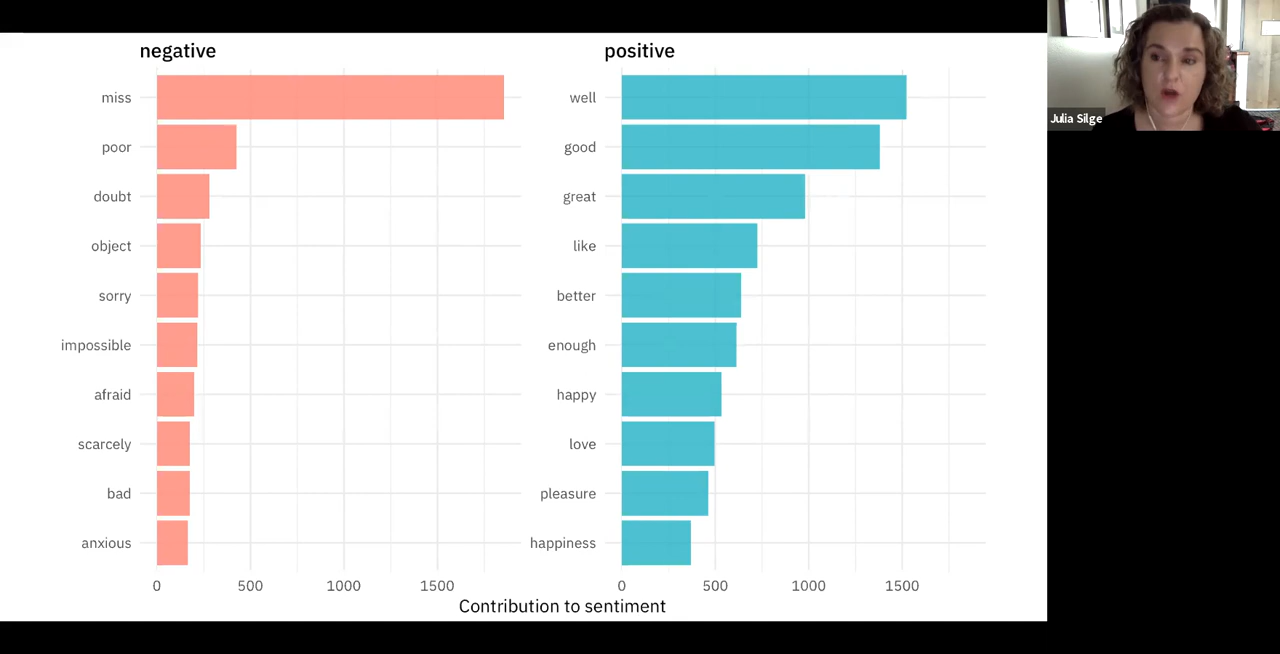 negative
miss
poor
doubt
object
sorry
impossible
afraid
scarcely
bad
anxious
0 500 1000 1500
positive
well
good
great
like
better
enough
happy
love
pleasure
happiness
0 500 1000 1500
Contribution to sentiment
Julia Silge